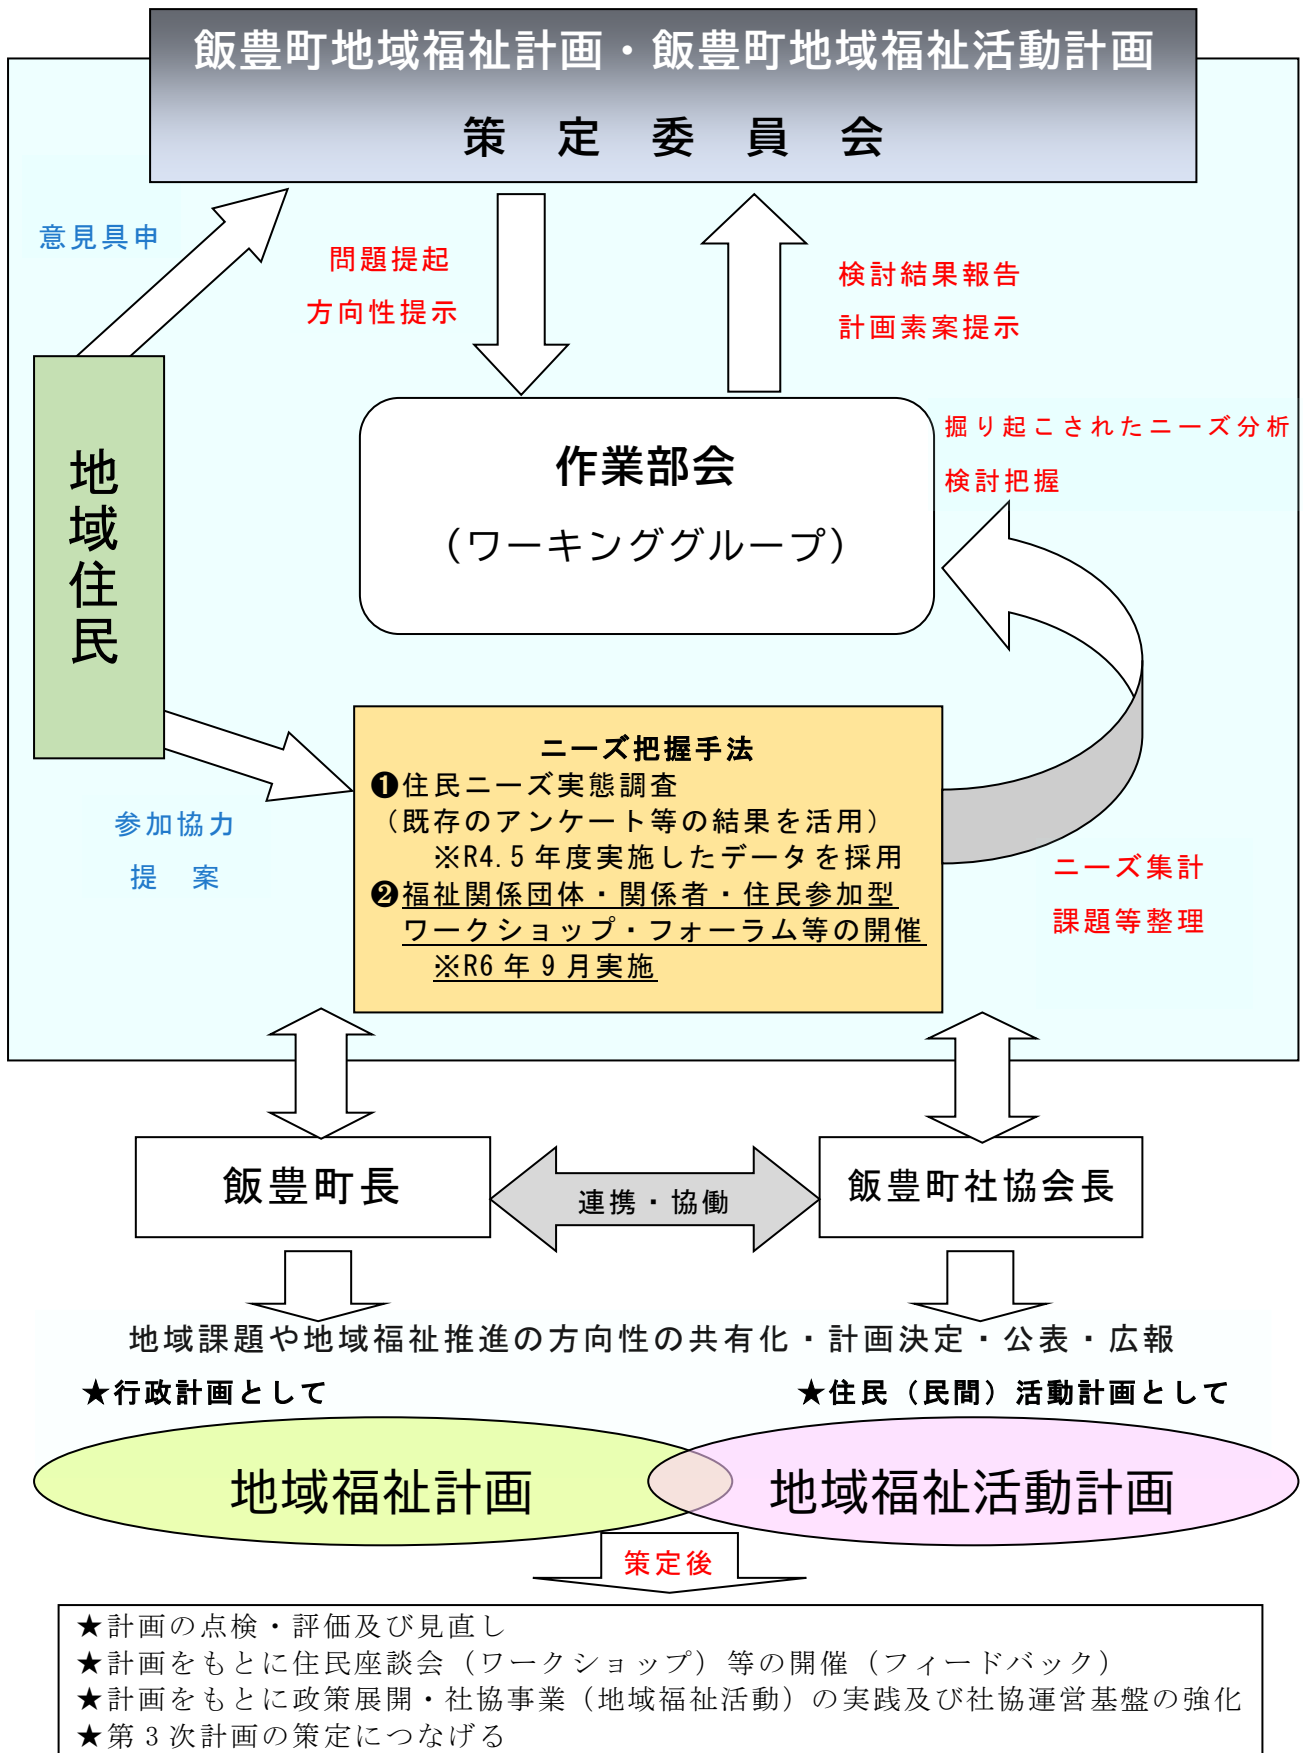 飯豊町地域福祉計画・飯豊町地域福祉活動計画
策　定　委　員　会
意見具申
問題提起
方向性提示
検討結果報告
計画素案提示
地域住民
作業部会
（ワーキンググループ）
掘り起こされたニーズ分析
検討把握
参加協力
提　案
ニーズ把握手法
❶住民ニーズ実態調査
（既存のアンケート等の結果を活用）
※R4.5年度実施したデータを採用
❷福祉関係団体・関係者・住民参加型
ワークショップ・フォーラム等の開催
※R6年9月実施
ニーズ集計
課題等整理
飯豊町長
連携・協働
飯豊町社協会長
地域課題や地域福祉推進の方向性の共有化・計画決定・公表・広報
★行政計画として
★住民（民間）活動計画として
地域福祉計画
地域福祉活動計画
策定後
★計画の点検・評価及び見直し
★計画をもとに住民座談会（ワークショップ）等の開催（フィードバック）
★計画をもとに政策展開・社協事業（地域福祉活動）の実践及び社協運営基盤の強化
★第3次計画の策定につなげる